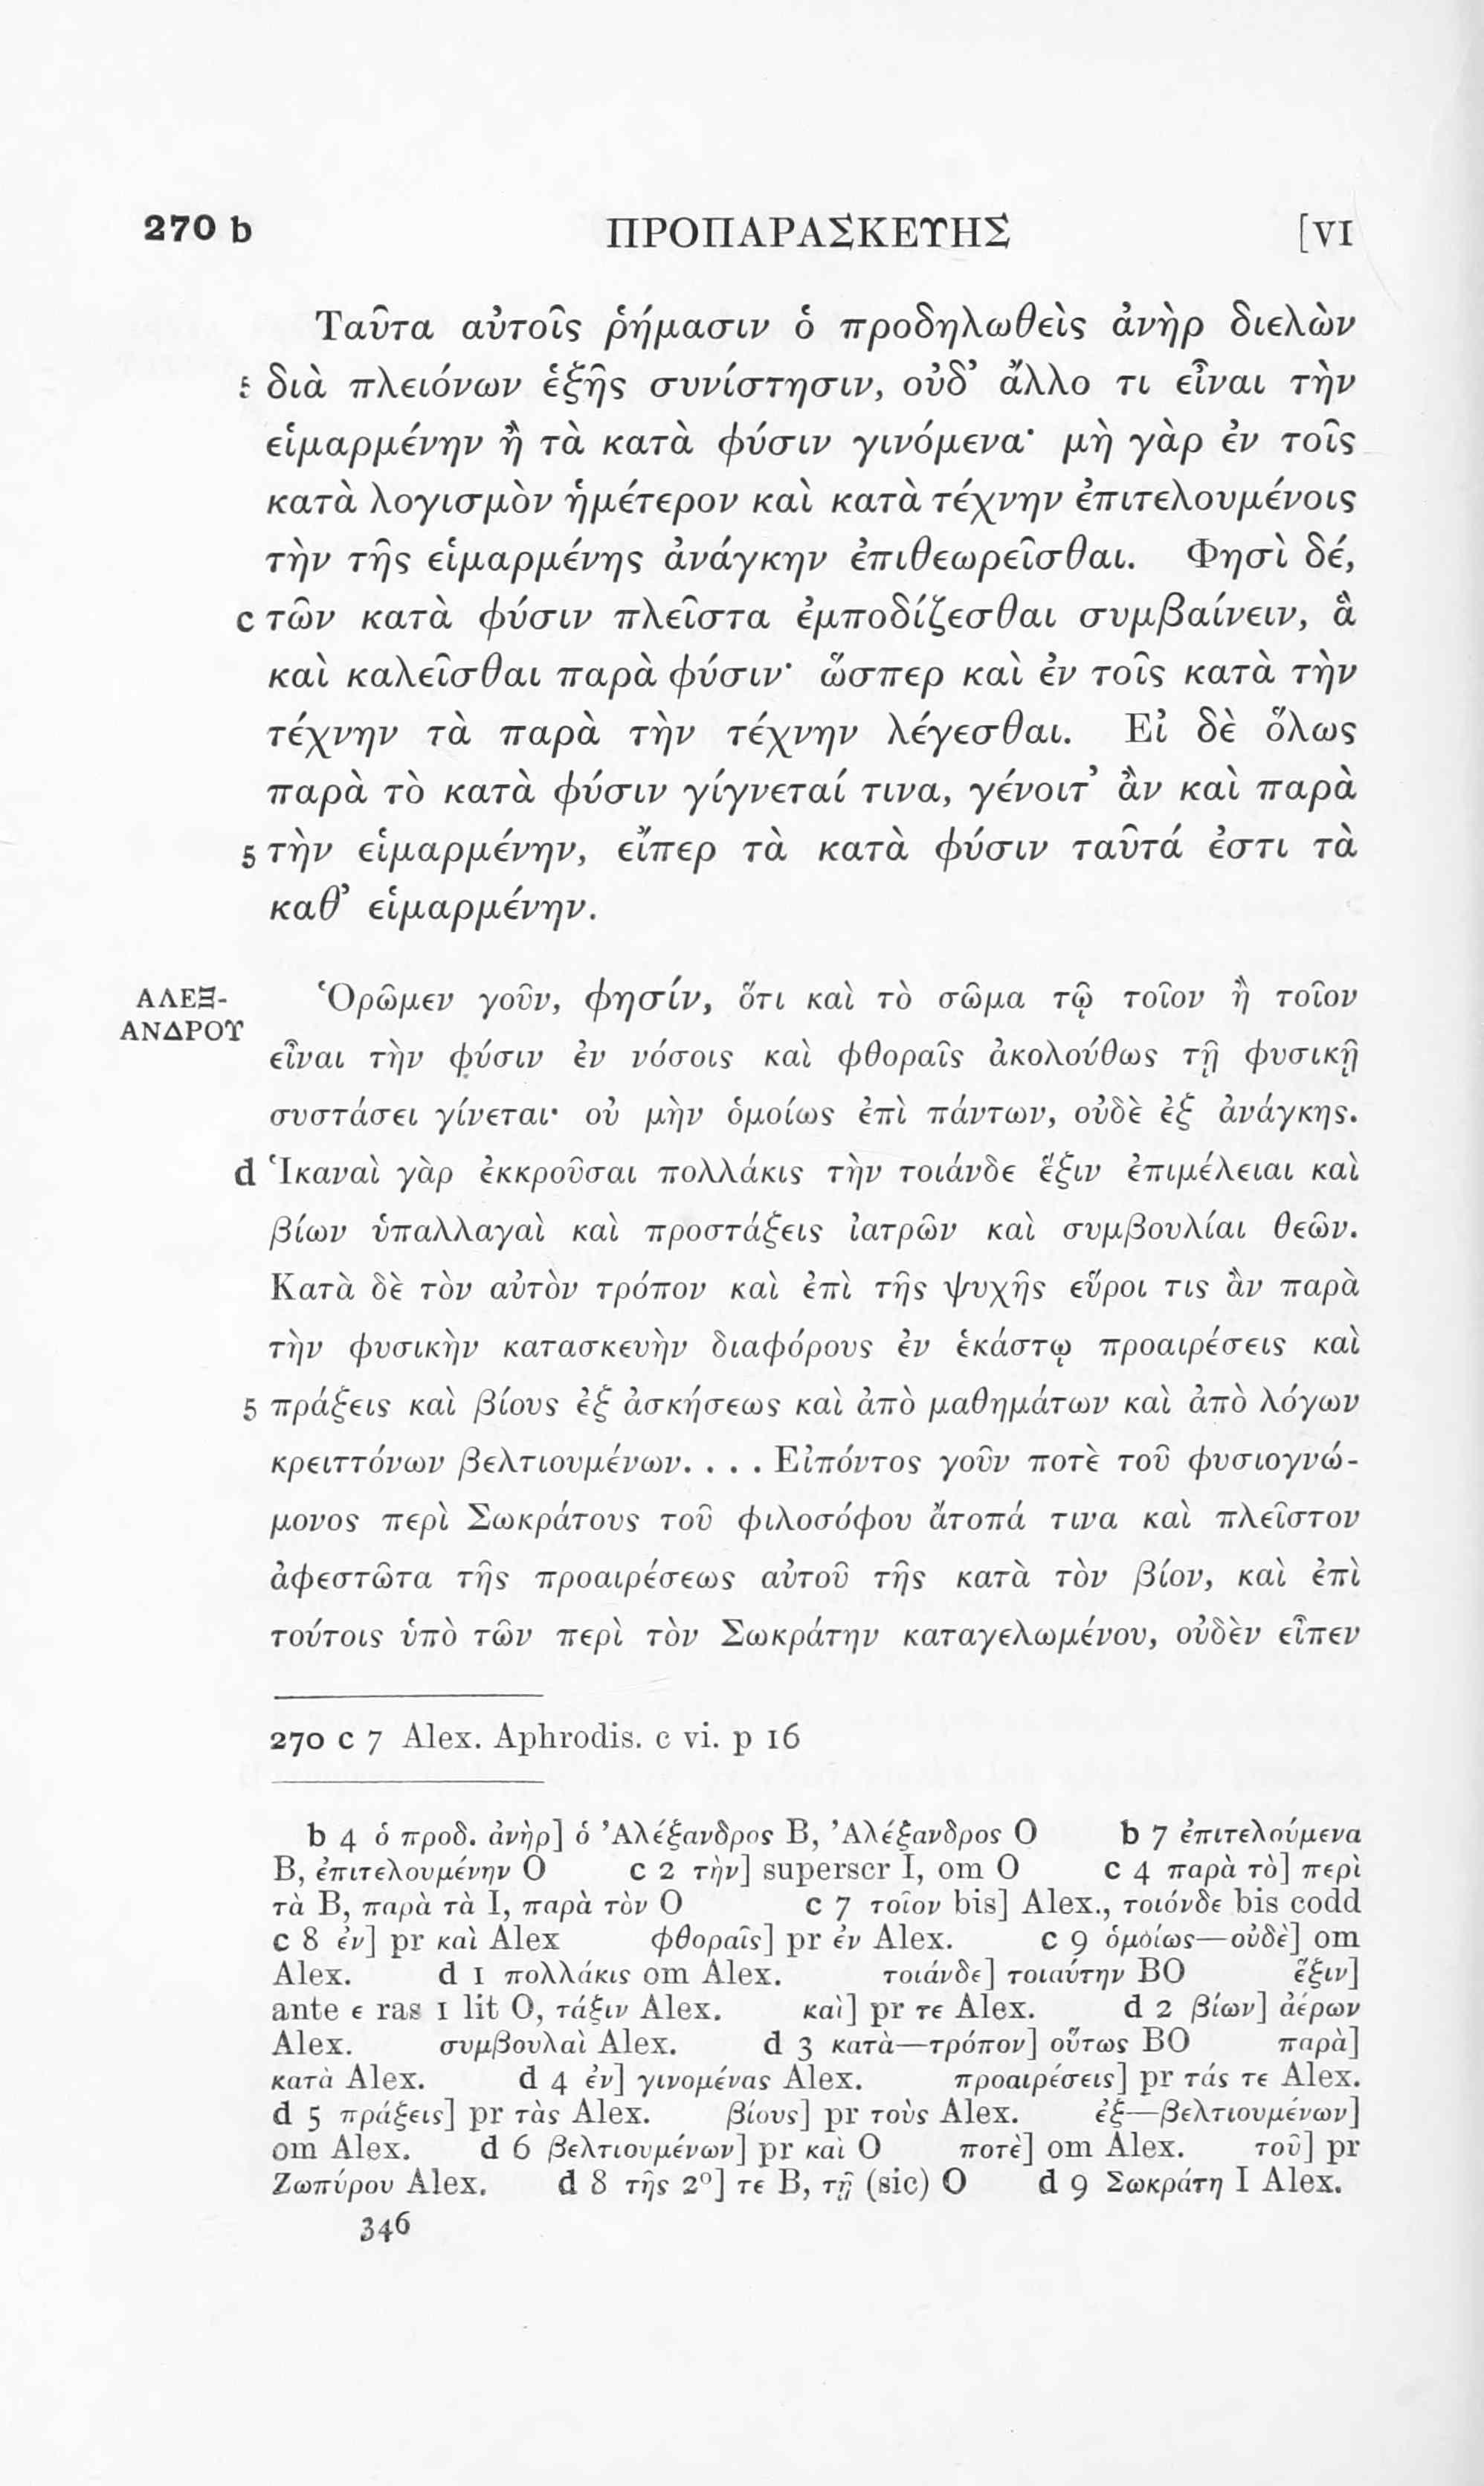 270 b ΠΡΟΠΑΡΑΣΚΕΥΗΣ [VI
Ταῦτα αὐτοῖς ῥήμασιν ὁ προδηλωθεὶς ἀνὴρ διελὼν
5 διὰ πλειόνων ἑξῆς συνίστησιν, οὐδ’ ἄλλο τι εἶναι τὴν
εἱμαρμένην ἢ τὰ κατὰ φύσιν γινόμενα· μὴ γὰρ ἐν τοῖς
κατὰ λογισμὸν ἡμέτερον καὶ κατὰ τέχνην ἐπιτελουμένοις
τὴν τῆς εἱμαρμένης ἀνάγκην ἐπιθεωρεῖσθαι. Φησὶ δέ,
c τῶν κατὰ φύσιν πλεῖστα ἐμποδίζεσθαι συμβαίνειν, ἃ
καὶ καλεῖσθαι παρὰ φύσιν· ὥσπερ καὶ ἐν τοῖς κατὰ τὴν
τέχνην τὰ παρὰ τὴν τέχνην λέγεσθαι. Εἰ δὲ ὅλως
παρὰ τὸ κατὰ φύσιν γίγνεταί τινα, γένοιτ’ ἂν καὶ παρὰ
5 τὴν εἱμαρμένην, εἴπερ τὰ κατὰ φύσιν ταῦτά ἐστι τὰ
καθ’ εἱμαρμένην.
ΑΛΕΞ- Ὁρῶμεν γοῦν, φησίν, ὅτι καὶ τὸ σῶμα τῷ τοῖον ἢ τοῖον
ΑΝΔΡΟΥ
εἶναι τὴν φύσιν ἐν νόσοις καὶ φθοραῖς ἀκολούθως τῇ φυσικῇ
συστάσει γίνεται· οὐ μὴν ὁμοίως ἐπὶ πάντων, οὐδὲ ἐξ ἀνάγκης.
d Ἱκαναὶ γὰρ ἐκκροῦσαι πολλάκις τὴν τοιάνδε ἕξιν ἐπιμέλειαι καὶ
βίων ὑπαλλαγαὶ καὶ προστάξεις ἰατρῶν καὶ συμβουλίαι θεῶν.
Κατὰ δὲ τὸν αὐτὸν τρόπον καὶ ἐπὶ τῆς ψυχῆς εὕροι τις ἂν παρὰ
τὴν φυσικὴν κατασκευὴν διαφόρους ἐν ἑκάστῳ προαιρέσεις καὶ
5 πράξεις καὶ βίους ἐξ ἀσκήσεως καὶ ἀπὸ μαθημάτων καὶ ἀπὸ λόγων
κρειττόνων βελτιουμένων. . . . Εἰπόντος γοῦν ποτὲ τοῦ φυσιογνώ-
μονος περὶ Σωκράτους τοῦ φιλοσόφου ἄτοπά τινα καὶ πλεῖστον
ἀφεστῶτα τῆς προαιρέσεως αὐτοῦ τῆς κατὰ τὸν βίον, καὶ ἐπὶ
τούτοις ὑπὸ τῶν περὶ τὸν Σωκράτην καταγελωμένου, οὐδὲν εἶπεν
270 c 7 Alex. Aphrodis. c vi. p 16
b 4 ὁ προδ. ἀνὴρ] ὁ Ἀλέξανδρος B, Ἀλέξανδρος O b 7 ἐπιτελούμενα
B, ἐπιτελουμένην O c 2 τὴν] superscr I, om O c 4 παρὰ τὸ] περὶ
τὰ B, παρὰ τὰ I, παρὰ τὸν O c 7 τοῖον bis] Alex., τοιόνδε bis codd
c 8 ἐν] pr καὶ Alex φθοραῖς] pr ἐν Alex. c 9 ὁμοίως—οὐδὲ] om
Alex. d 1 πολλάκις om Alex. τοιάνδε] τοιαύτην BO ἕξιν]
ante ε ras 1 lit O, τάξιν Alex. καὶ] pr τε Alex. d 2 βίων] ἀέρων
Alex. συμβουλαὶ Alex. d 3 κατὰ—τρόπον] οὕτως BO παρὰ]
κατὰ Alex. d 4 ἐν] γινομένας Alex. προαιρέσεις] pr τάς τε Alex.
d 5 πράξεις] pr τὰς Alex. βίους] pr τοὺς Alex. ἐξ—βελτιουμένων]
om Alex. d 6 βελτιουμένων] pr καὶ O ποτὲ] om Alex. τοῦ] pr
Ζωπύρου Alex. d 8 τῆς 2º] τε B, τῇ (sic) O d 9 Σωκράτη I Alex.
346